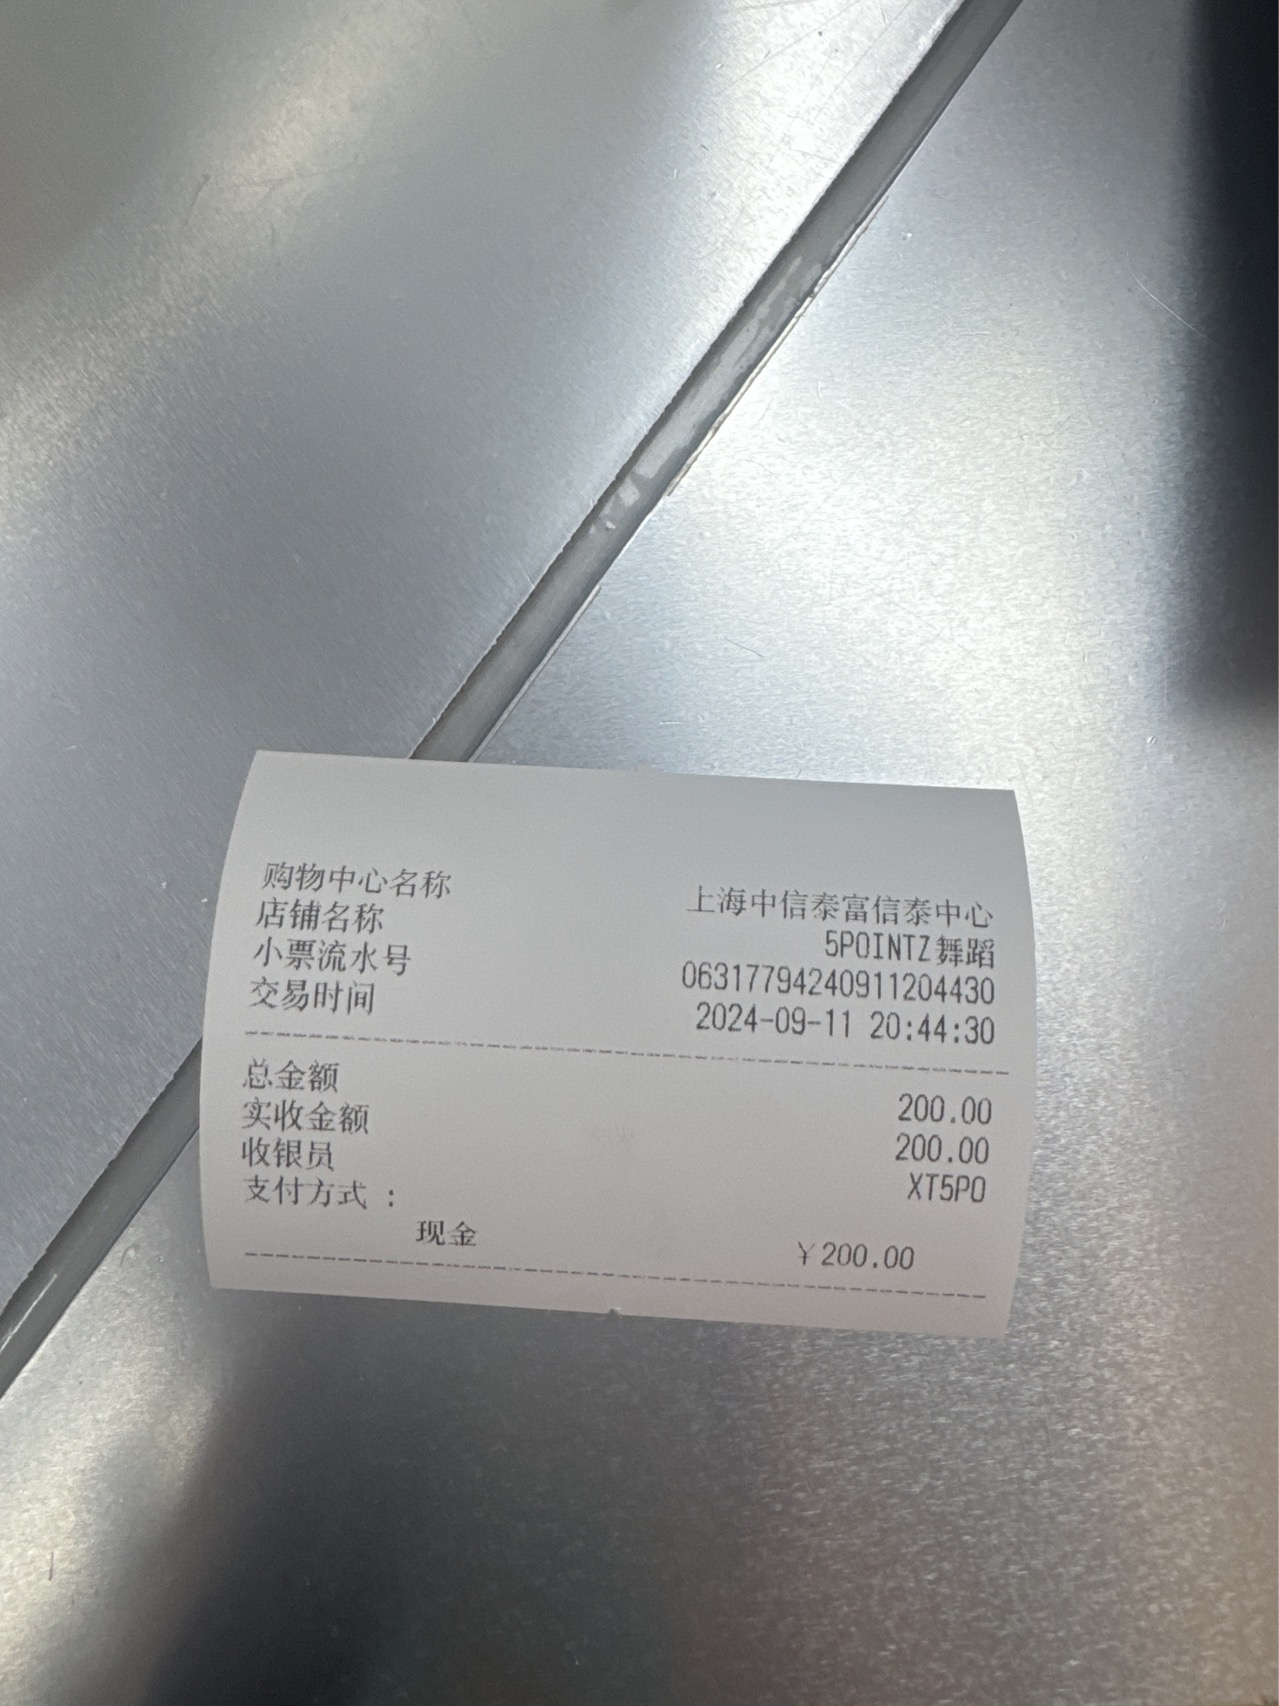 购物中心名称 上海中信泰富信泰中心
店铺名称 5POINTZ舞蹈
小票流水号 06317794240911204430
交易时间 2024-09-11 20:44:30
总金额 200.00
实收金额 200.00
收银员 XT5PO
支付方式：
现金 ¥200.00